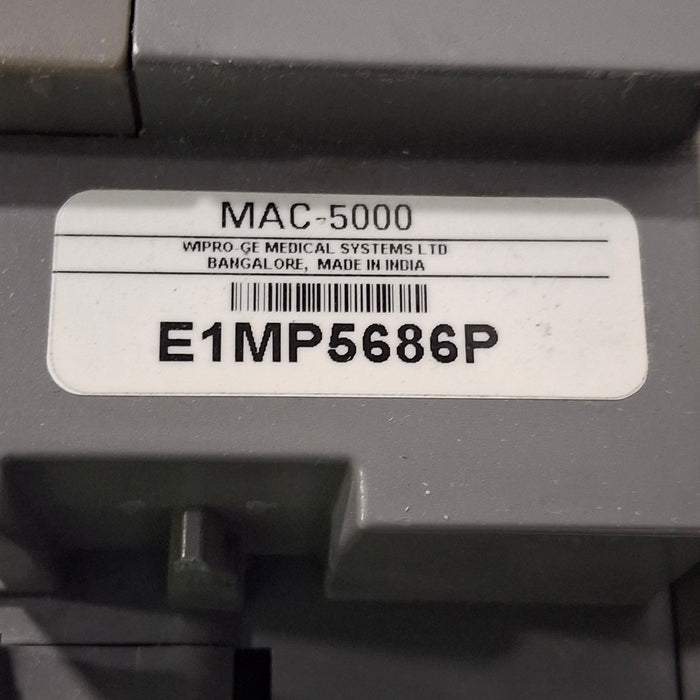 MAC-5000
WIPRO-GE MEDICAL SYSTEMS LTD
BANGALORE, MADE IN INDIA
E1MP5686P